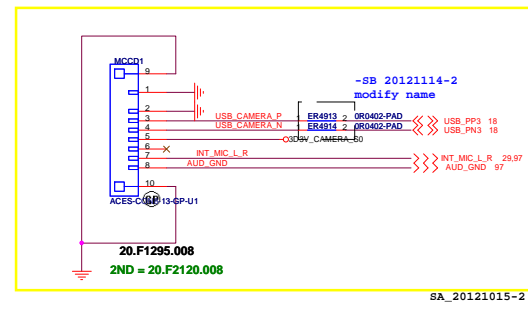 -SB 20121114-2
modify name
MCCD1
9
1
2
3 USB_CAMERA_P 1 ER4913 2 0R0402-PAD USB_PP3 18
4 USB_CAMERA_N 1 ER4914 2 0R0402-PAD USB_PN3 18
5 3D3V_CAMERA_S0
6
7 INT_MIC_L_R INT_MIC_L_R 29,97
8 AUD_GND AUD_GND 97
10
20.F1295.008
2ND = 20.F2120.008
SA_20121015-2